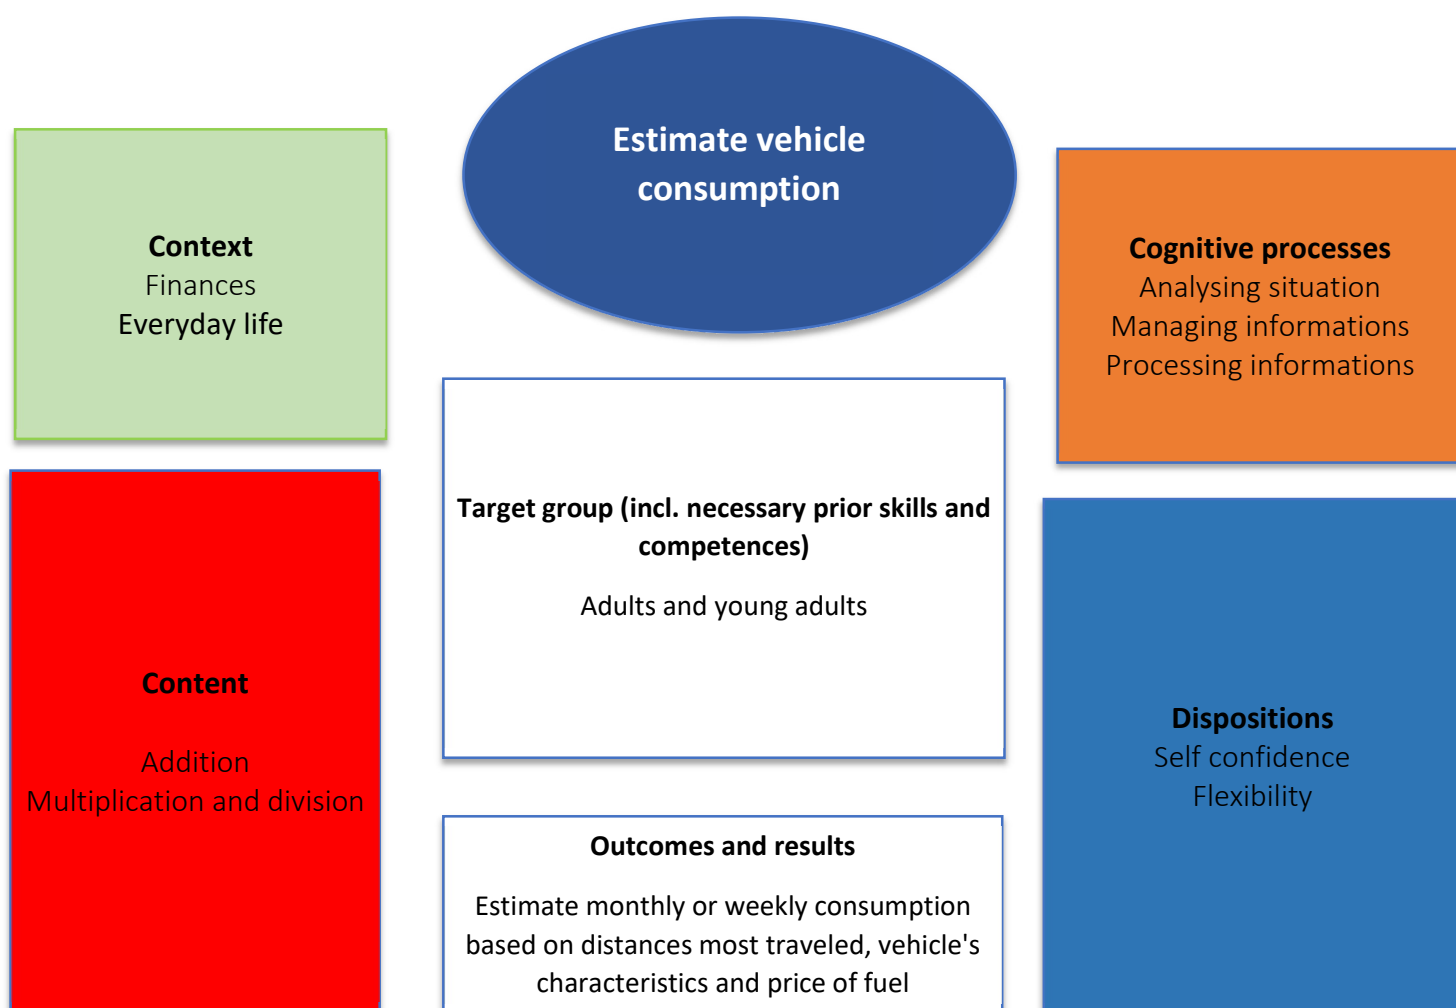 Estimate vehicle
consumption
Context
Finances
Everyday life
Cognitive processes
Analysing situation
Managing informations
Processing informations
Target group (incl. necessary prior skills and
competences)
Adults and young adults
Content
Addition
Multiplication and division
Dispositions
Self confidence
Flexibility
Outcomes and results
Estimate monthly or weekly consumption
based on distances most traveled, vehicle's
characteristics and price of fuel